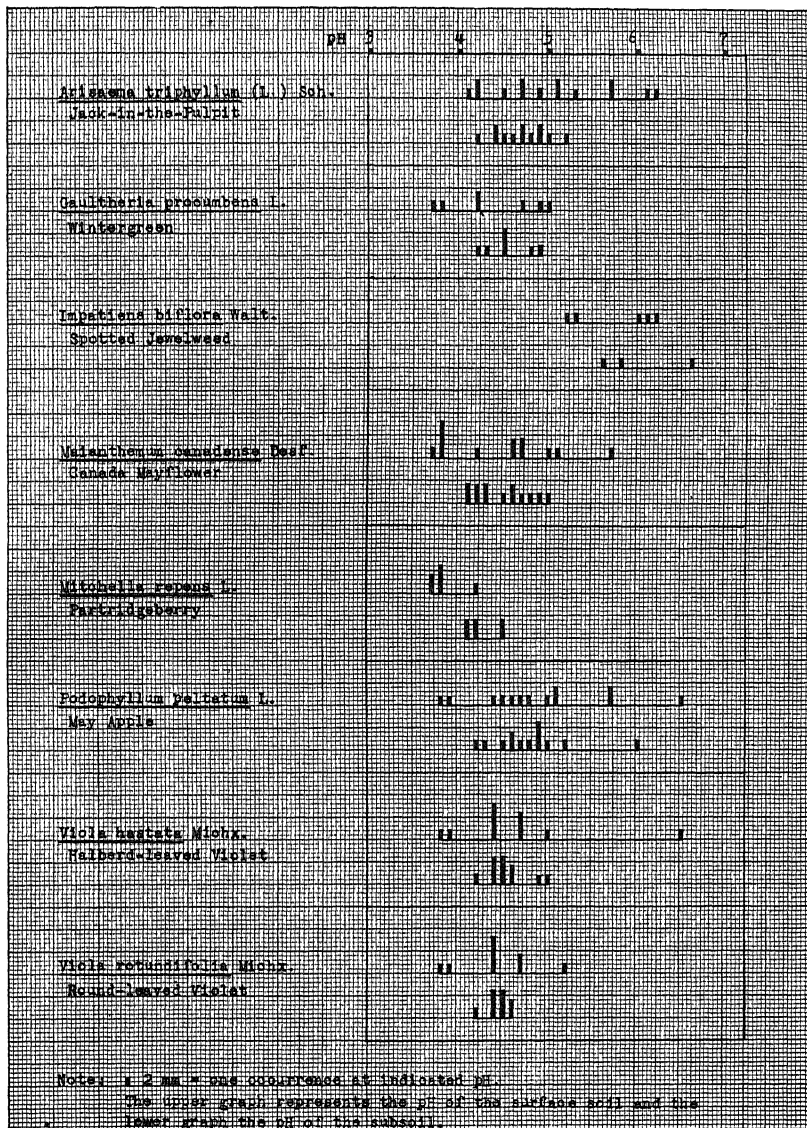 pH 3 4 5 6 7
Arisaema triphyllum (L.) Sch.
Jack-in-the-Pulpit
Gaultheria procumbens L.
Wintergreen
Impatiens biflora Walt.
Spotted Jewelweed
Maianthemum canadense Desf.
Canada Mayflower
Mitchella repens L.
Partridgeberry
Podophyllum peltatum L.
May Apple
Viola hastata Michx.
Halberd-leaved Violet
Viola rotundifolia Michx.
Round-leaved Violet
Note: 2 mm = one occurrence at indicated pH.
The upper graph represents the pH of the surface soil and the
lower graph the pH of the subsoil.